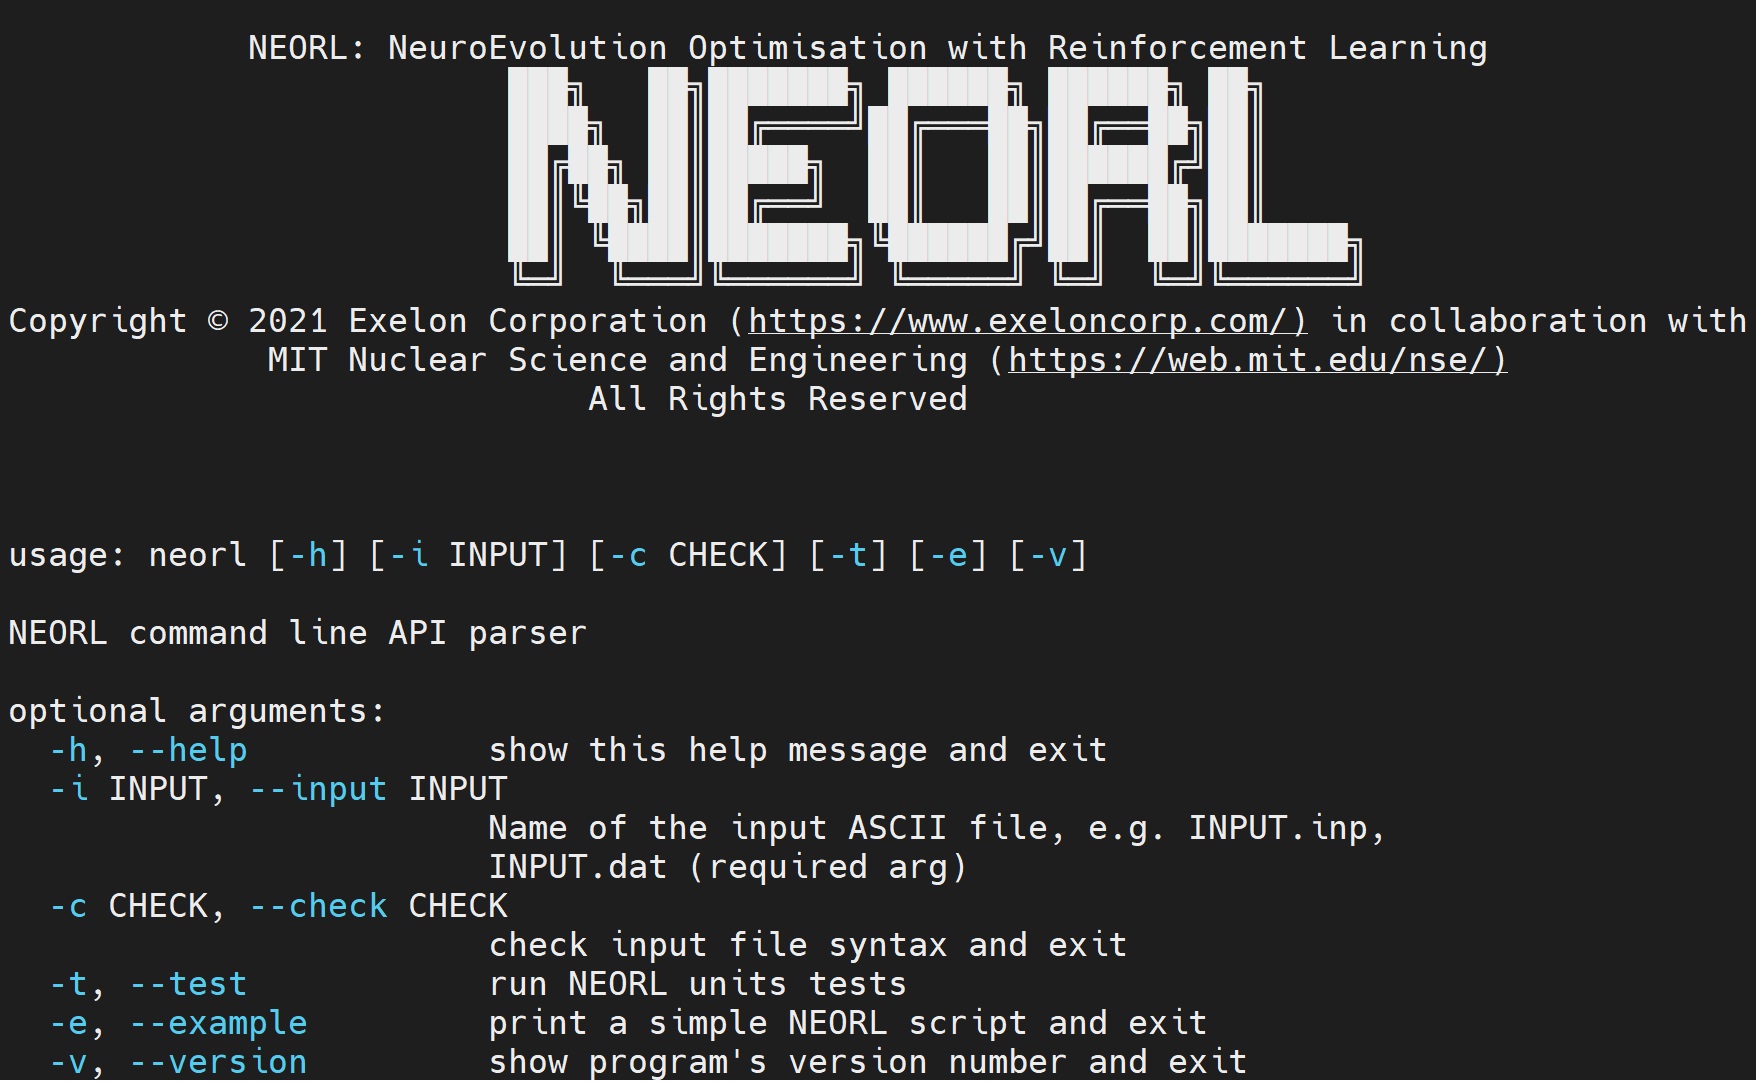 NEORL: NeuroEvolution Optimisation with Reinforcement Learning
NEORL
Copyright © 2021 Exelon Corporation (https://www.exeloncorp.com/) in collaboration with
MIT Nuclear Science and Engineering (https://web.mit.edu/nse/)
All Rights Reserved
usage: neorl [-h] [-i INPUT] [-c CHECK] [-t] [-e] [-v]
NEORL command line API parser
optional arguments:
-h, --help show this help message and exit
-i INPUT, --input INPUT
Name of the input ASCII file, e.g. INPUT.inp,
INPUT.dat (required arg)
-c CHECK, --check CHECK
check input file syntax and exit
-t, --test run NEORL units tests
-e, --example print a simple NEORL script and exit
-v, --version show program's version number and exit